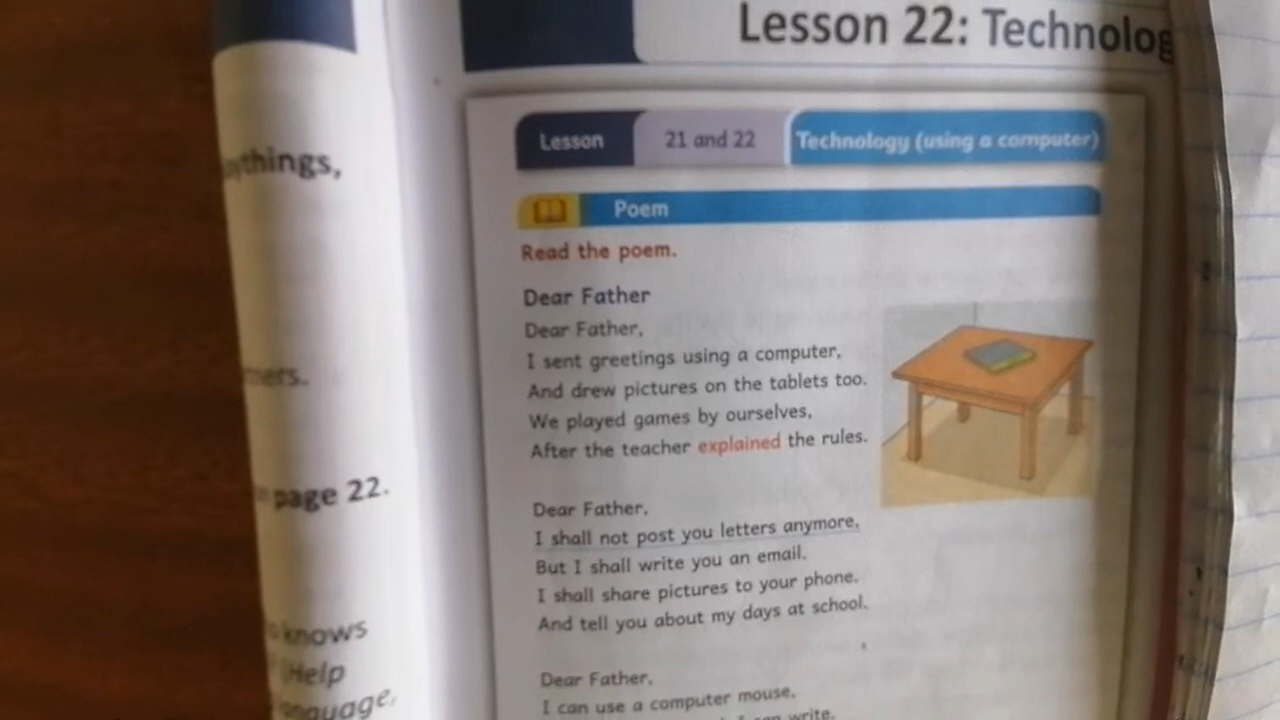 things,
page 22.
knows
Help
Lesson 22: Technolog
Lesson 21 and 22 Technology (using a computer)
Poem
Read the poem.
Dear Father
Dear Father,
I sent greetings using a computer,
And drew pictures on the tablets too.
We played games by ourselves,
After the teacher explained the rules.
Dear Father,
I shall not post you letters anymore,
But I shall write you an email.
I shall share pictures to your phone.
And tell you about my days at school.
Dear Father,
I can use a computer mouse,
I can write.